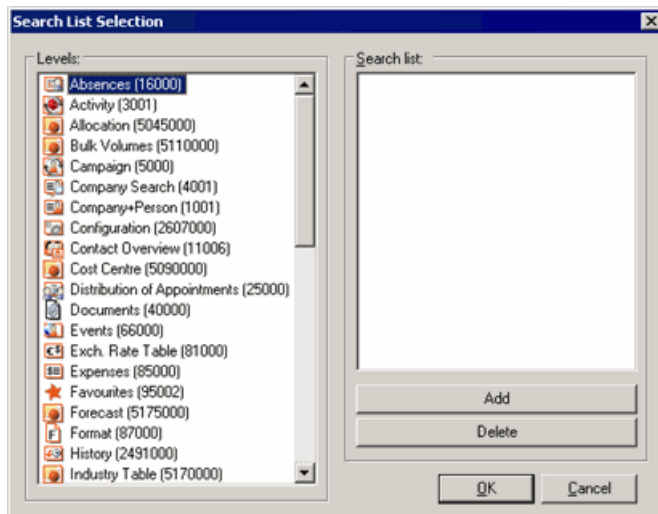 Search List Selection
Levels:
Absences (16000)
Activity (3001)
Allocation (5045000)
Bulk Volumes (5110000)
Campaign (5000)
Company Search (4001)
Company+Person (1001)
Configuration (2607000)
Contact Overview (11006)
Cost Centre (5090000)
Distribution of Appointments (25000)
Documents (40000)
Events (66000)
Exch. Rate Table (81000)
Expenses (85000)
Favourites (95002)
Forecast (5175000)
Format (87000)
History (2491000)
Industry Table (5170000)
Search list:
Add
Delete
OK
Cancel